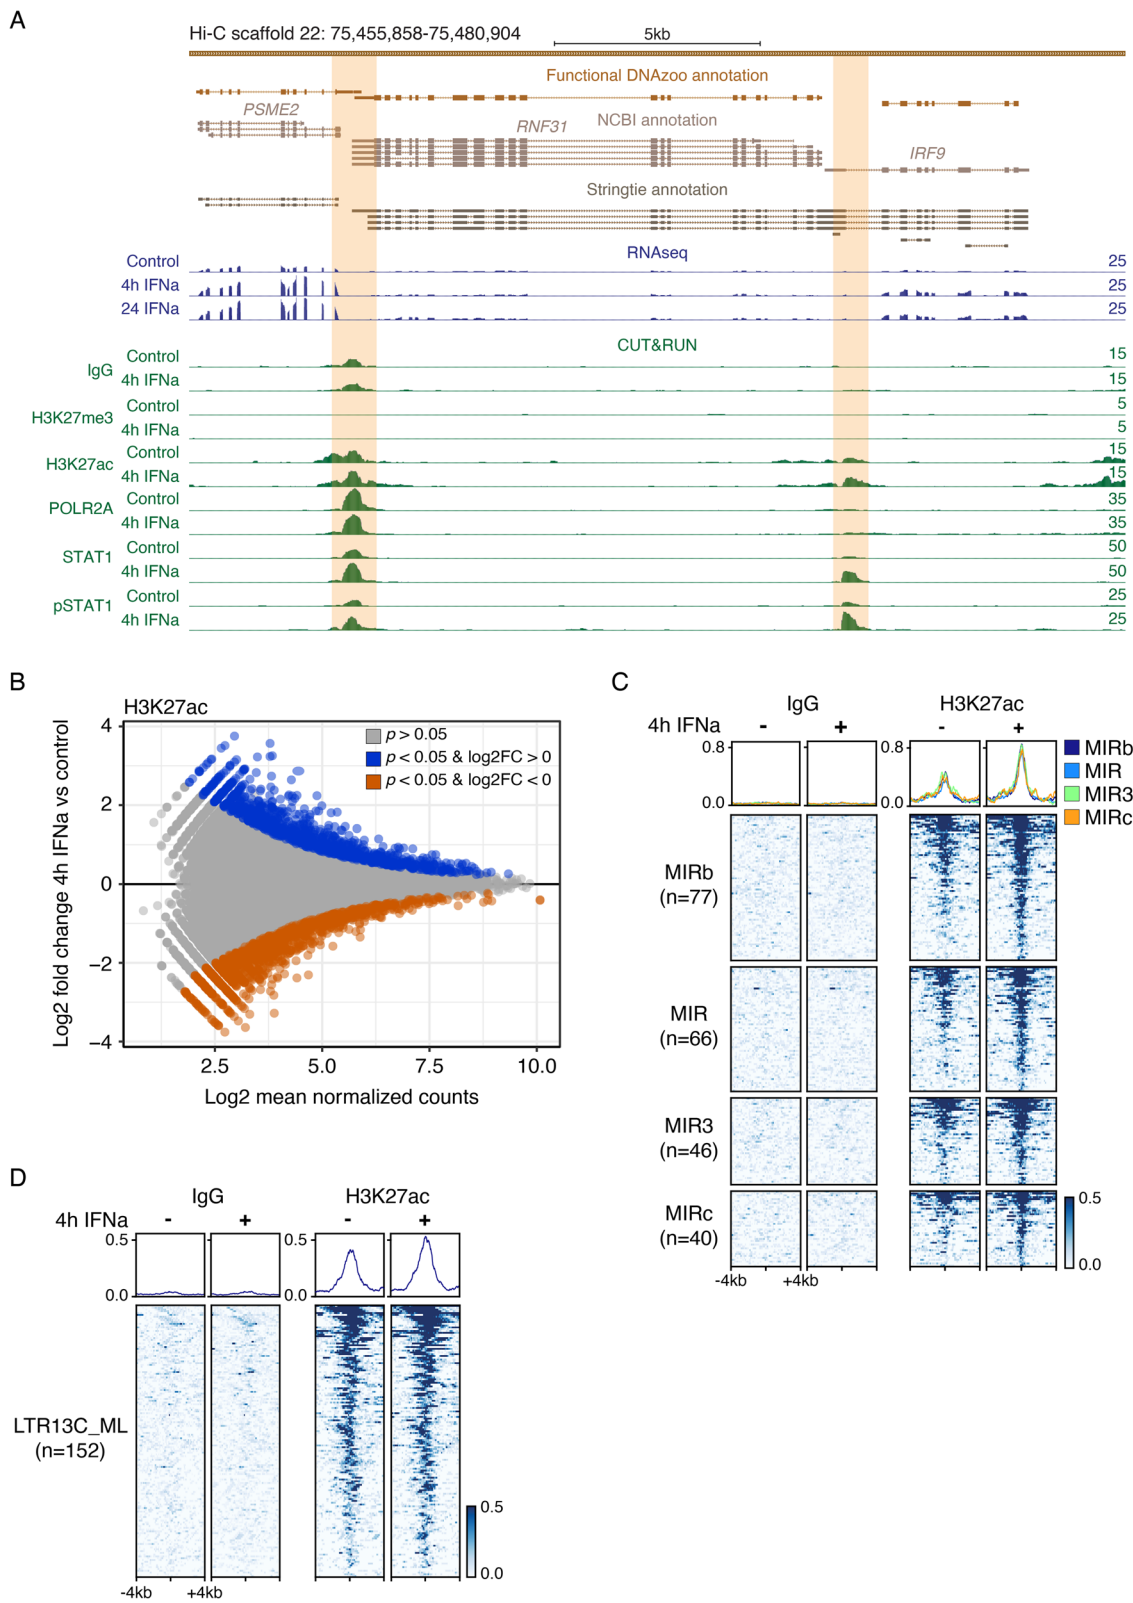 A
Hi-C scaffold 22: 75,455,858-75,480,904
5kb
Functional DNAzoo annotation
PSME2
NCBI annotation
RNF31
IRF9
Stringtie annotation
RNAseq
Control 25
4h IFNa 25
24 IFNa 25
CUT&RUN
IgG
Control 15
4h IFNa 15
H3K27me3
Control 5
4h IFNa 5
H3K27ac
Control 15
4h IFNa 15
POLR2A
Control 35
4h IFNa 35
STAT1
Control 50
4h IFNa 50
pSTAT1
Control 25
4h IFNa 25
B
H3K27ac
Log2 fold change 4h IFNa vs control
4
2
0
−2
−4
p > 0.05
p < 0.05 & log2FC > 0
p < 0.05 & log2FC < 0
2.5 5.0 7.5 10.0
Log2 mean normalized counts
C
IgG H3K27ac
4h IFNa - + - +
0.8 0.8
0.0 0.0
MIRb
MIR
MIR3
MIRc
MIRb
(n=77)
MIR
(n=66)
MIR3
(n=46)
MIRc
(n=40)
0.5
0.0
-4kb +4kb
D
IgG H3K27ac
4h IFNa - + - +
0.5 0.5
0.0 0.0
LTR13C_ML
(n=152)
0.5
0.0
-4kb +4kb